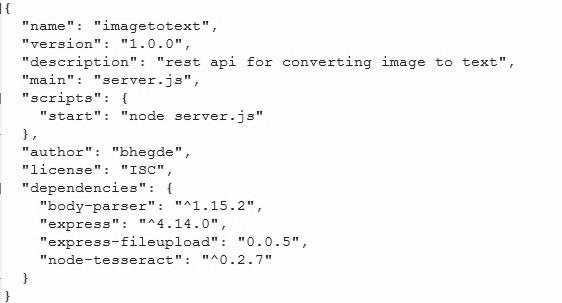 {
  "name": "imagetotext",
  "version": "1.0.0",
  "description": "rest api for converting image to text",
  "main": "server.js",
  "scripts": {
    "start": "node server.js"
  },
  "author": "bhegde",
  "license": "ISC",
  "dependencies": {
    "body-parser": "^1.15.2",
    "express": "^4.14.0",
    "express-fileupload": "0.0.5",
    "node-tesseract": "^0.2.7"
  }
}